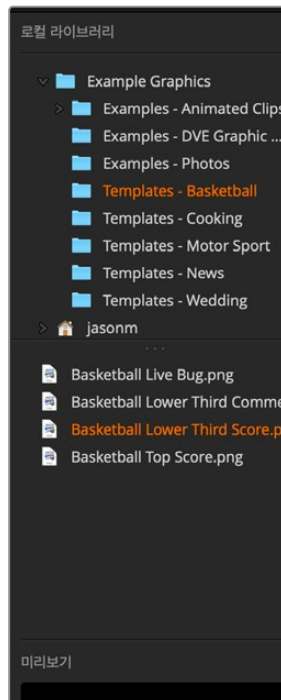 로컬 라이브러리
Example Graphics
Examples - Animated Clips
Examples - DVE Graphic ...
Examples - Photos
Templates - Basketball
Templates - Cooking
Templates - Motor Sport
Templates - News
Templates - Wedding
jasonm
Basketball Live Bug.png
Basketball Lower Third Comme
Basketball Lower Third Score.p
Basketball Top Score.png
미리보기